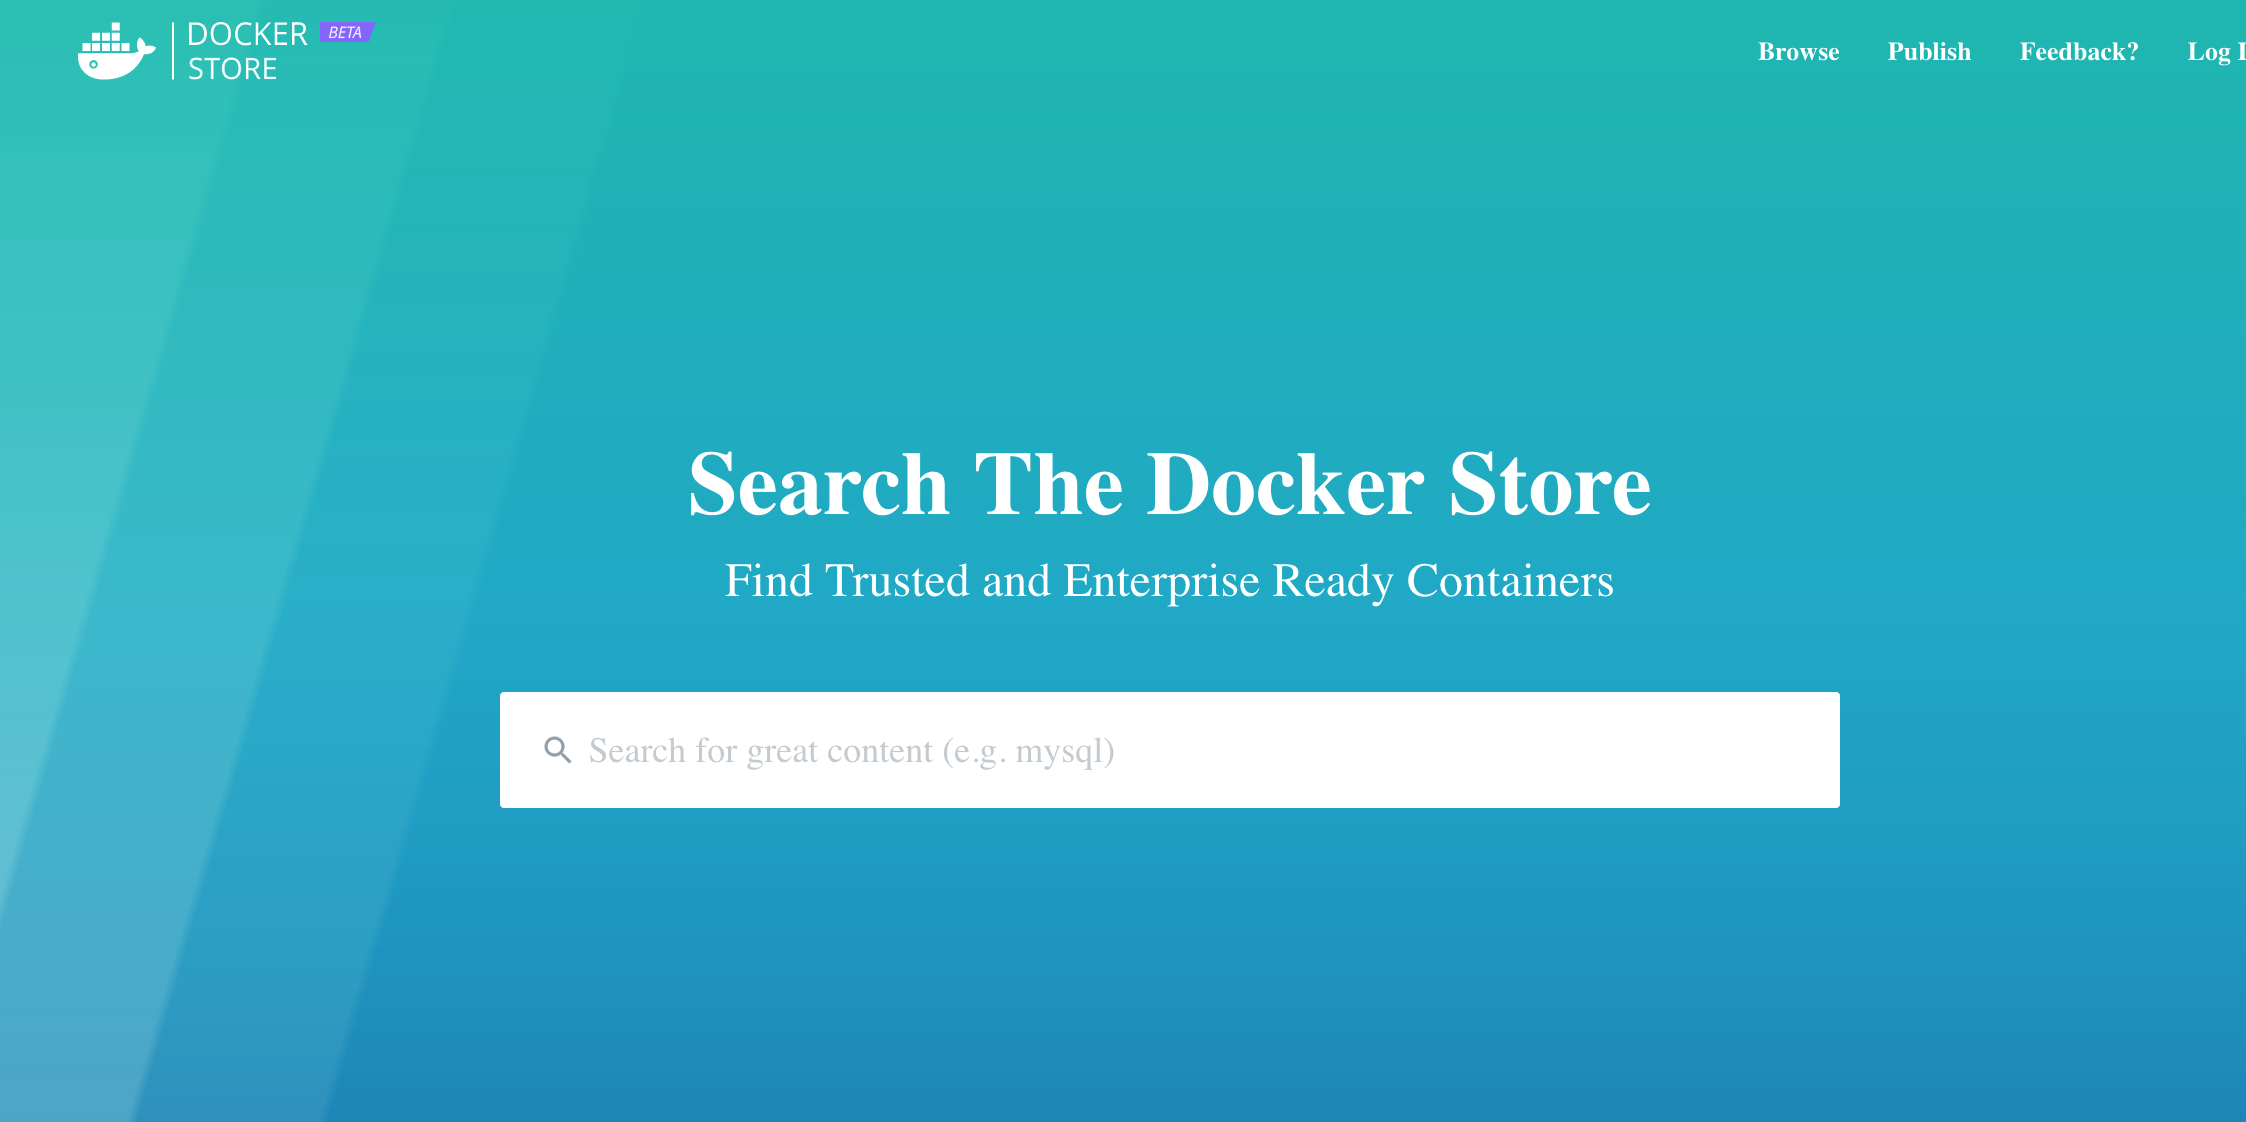 DOCKER BETA
STORE
Browse Publish Feedback? Log
Search The Docker Store
Find Trusted and Enterprise Ready Containers
Search for great content (e.g. mysql)